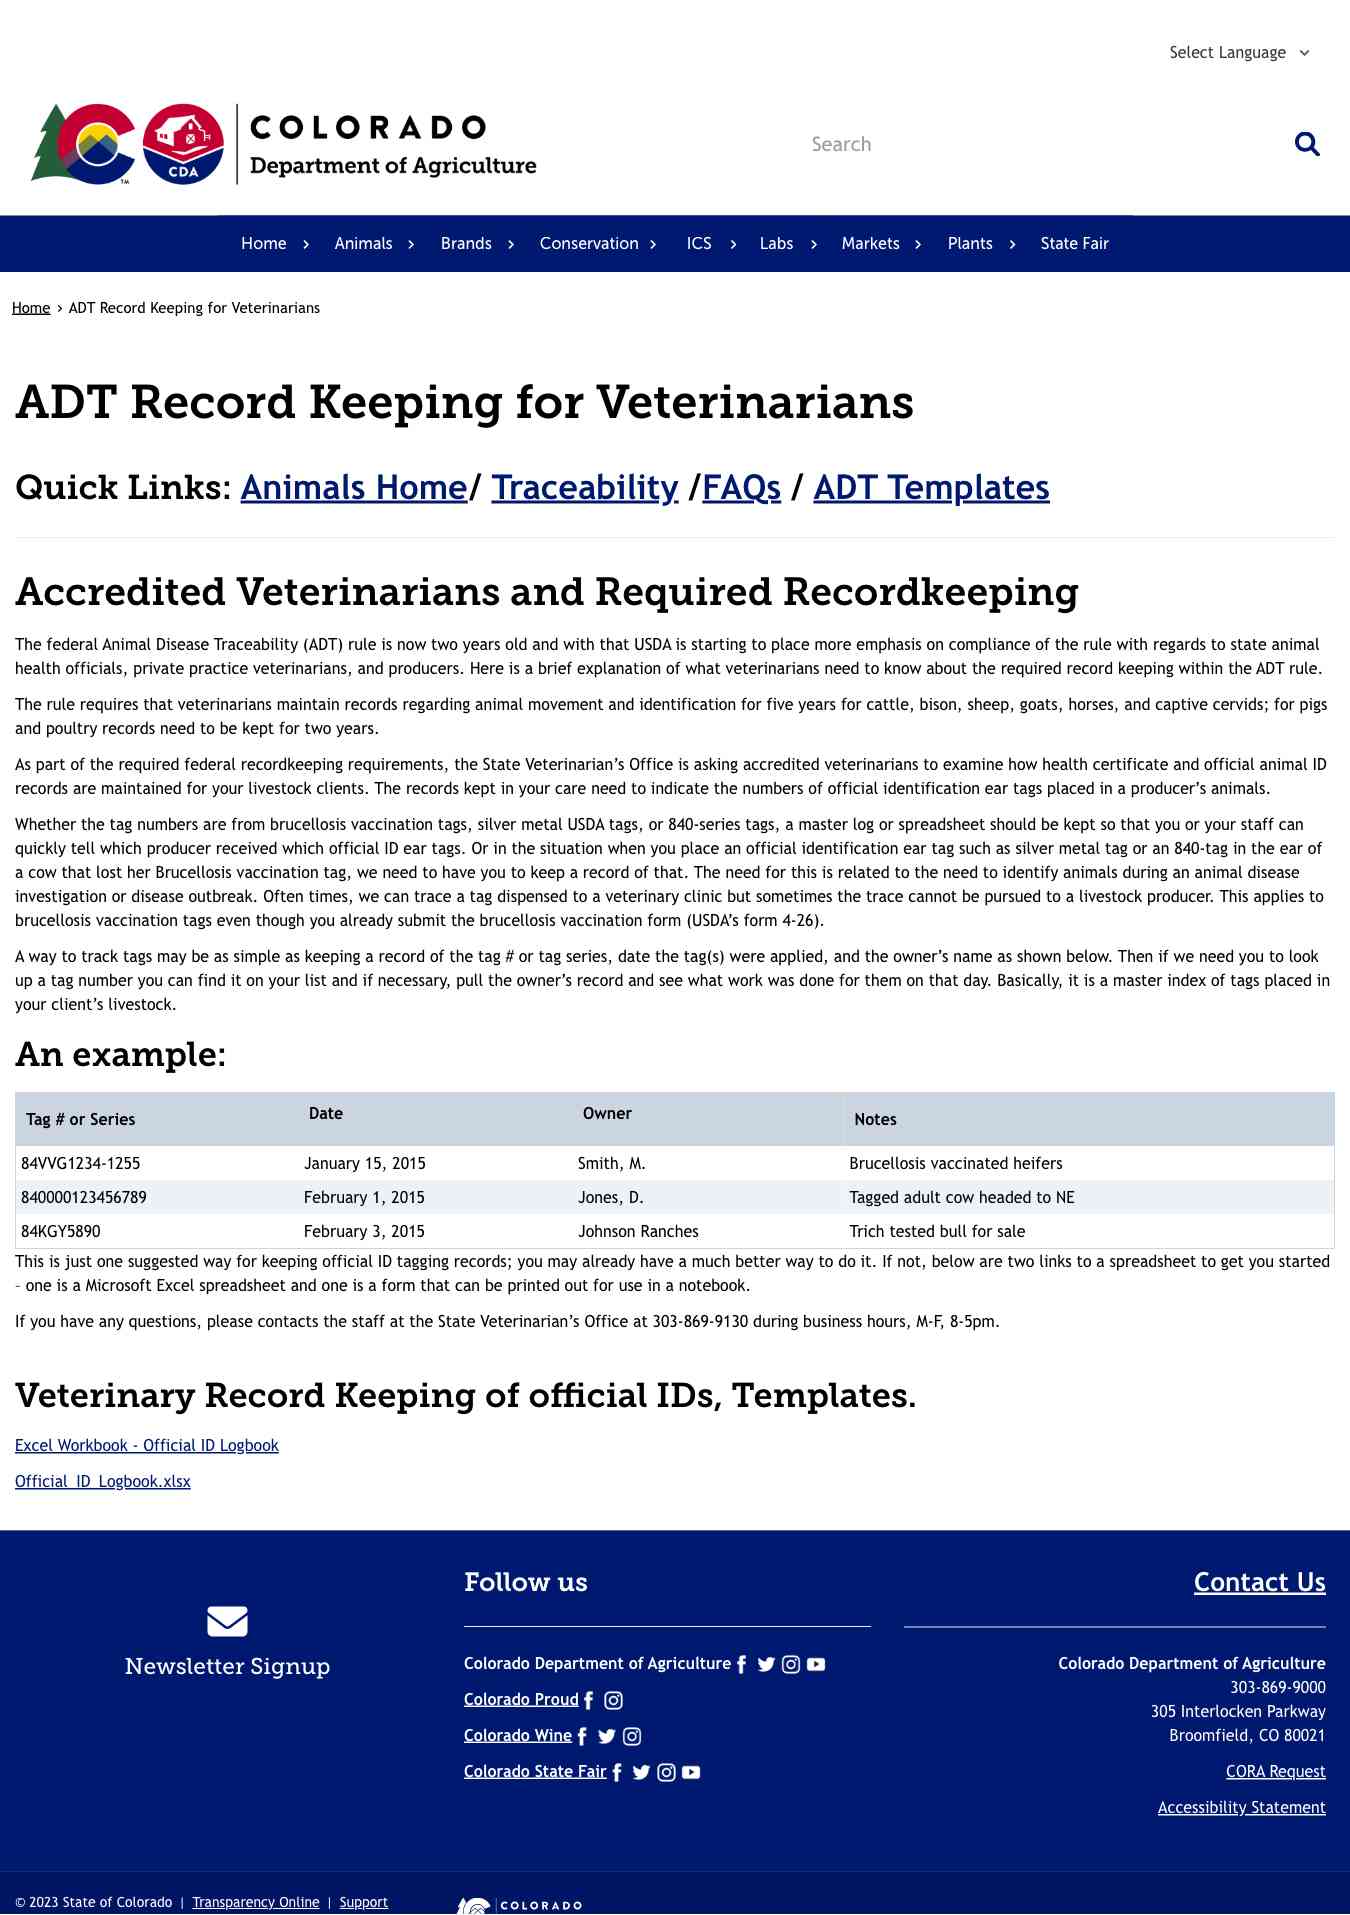 Select Language
COLORADO
Department of Agriculture
CDA
TM
Search
Home
Animals
Brands
Conservation
ICS
Labs
Markets
Plants
State Fair
Home › ADT Record Keeping for Veterinarians
ADT Record Keeping for Veterinarians
Quick Links: Animals Home/ Traceability /FAQs / ADT Templates
Accredited Veterinarians and Required Recordkeeping
The federal Animal Disease Traceability (ADT) rule is now two years old and with that USDA is starting to place more emphasis on compliance of the rule with regards to state animal
health officials, private practice veterinarians, and producers. Here is a brief explanation of what veterinarians need to know about the required record keeping within the ADT rule.
The rule requires that veterinarians maintain records regarding animal movement and identification for five years for cattle, bison, sheep, goats, horses, and captive cervids; for pigs
and poultry records need to be kept for two years.
As part of the required federal recordkeeping requirements, the State Veterinarian’s Office is asking accredited veterinarians to examine how health certificate and official animal ID
records are maintained for your livestock clients. The records kept in your care need to indicate the numbers of official identification ear tags placed in a producer’s animals.
Whether the tag numbers are from brucellosis vaccination tags, silver metal USDA tags, or 840-series tags, a master log or spreadsheet should be kept so that you or your staff can
quickly tell which producer received which official ID ear tags. Or in the situation when you place an official identification ear tag such as silver metal tag or an 840-tag in the ear of
a cow that lost her Brucellosis vaccination tag, we need to have you to keep a record of that. The need for this is related to the need to identify animals during an animal disease
investigation or disease outbreak. Often times, we can trace a tag dispensed to a veterinary clinic but sometimes the trace cannot be pursued to a livestock producer. This applies to
brucellosis vaccination tags even though you already submit the brucellosis vaccination form (USDA’s form 4-26).
A way to track tags may be as simple as keeping a record of the tag # or tag series, date the tag(s) were applied, and the owner’s name as shown below. Then if we need you to look
up a tag number you can find it on your list and if necessary, pull the owner’s record and see what work was done for them on that day. Basically, it is a master index of tags placed in
your client’s livestock.
An example:
Tag # or Series Date Owner Notes
84VVG1234-1255 January 15, 2015 Smith, M. Brucellosis vaccinated heifers
840000123456789 February 1, 2015 Jones, D. Tagged adult cow headed to NE
84KGY5890 February 3, 2015 Johnson Ranches Trich tested bull for sale
This is just one suggested way for keeping official ID tagging records; you may already have a much better way to do it. If not, below are two links to a spreadsheet to get you started
– one is a Microsoft Excel spreadsheet and one is a form that can be printed out for use in a notebook.
If you have any questions, please contacts the staff at the State Veterinarian’s Office at 303-869-9130 during business hours, M-F, 8-5pm.
Veterinary Record Keeping of official IDs, Templates.
Excel Workbook - Official ID Logbook
Official_ID_Logbook.xlsx
Newsletter Signup
Follow us
Colorado Department of Agriculture
Colorado Proud
Colorado Wine
Colorado State Fair
Contact Us
Colorado Department of Agriculture
303-869-9000
305 Interlocken Parkway
Broomfield, CO 80021
CORA Request
Accessibility Statement
© 2023 State of Colorado | Transparency Online | Support
COLORADO